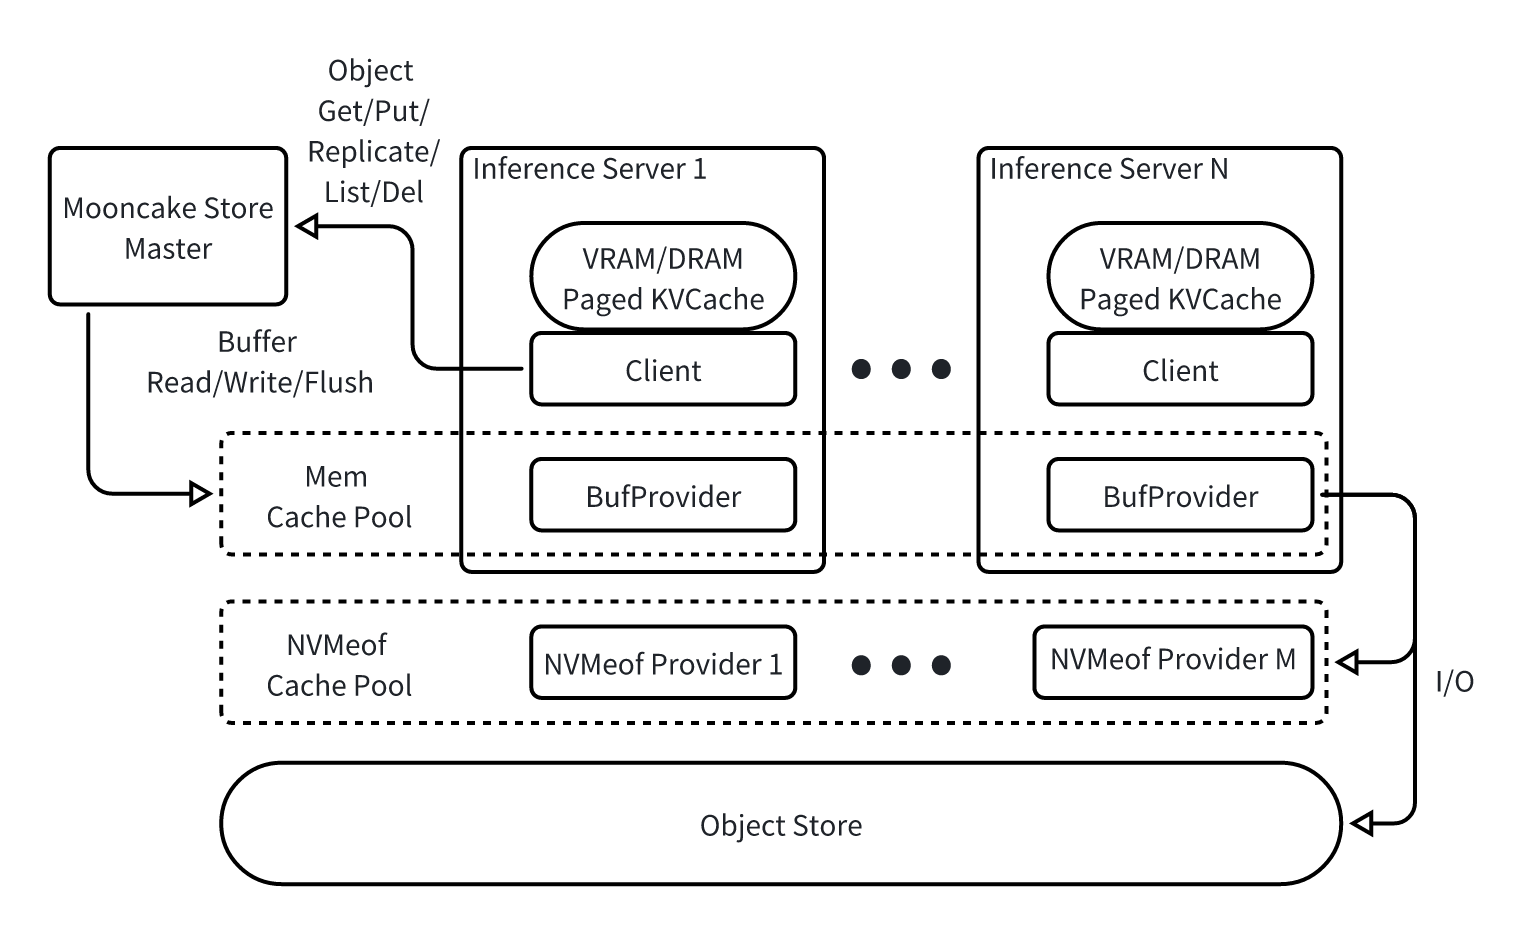 Object
Get/Put/
Replicate/
List/Del
Mooncake Store
Master
Inference Server 1
VRAM/DRAM
Paged KVCache
Client
Inference Server N
VRAM/DRAM
Paged KVCache
Client
Buffer
Read/Write/Flush
Mem
Cache Pool
BufProvider
BufProvider
NVMeof
Cache Pool
NVMeof Provider 1
NVMeof Provider M
I/O
Object Store